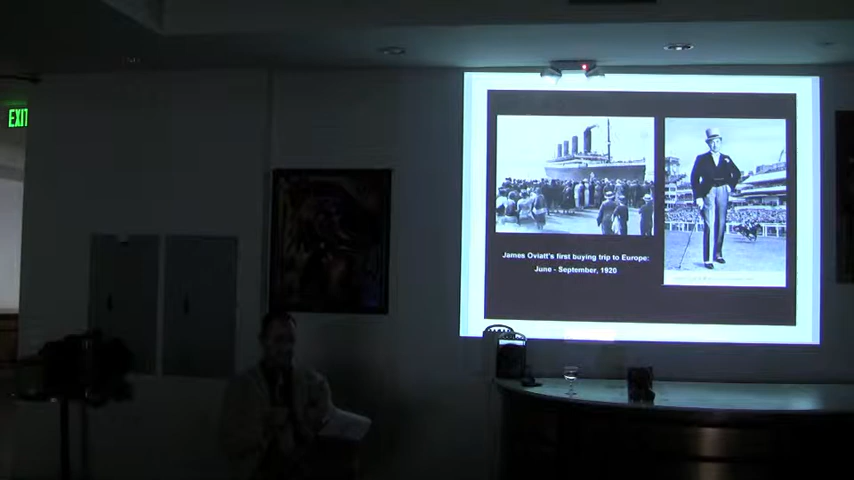 EXIT
James Oviatt's first buying trip to Europe:
June - September, 1920